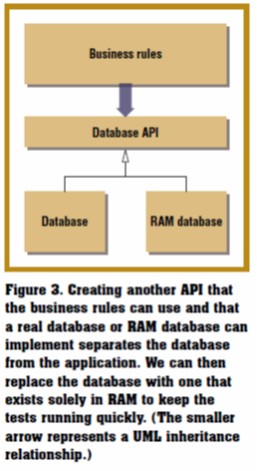 Business rules
Database API
Database
RAM database
Figure 3. Creating another API that
the business rules can use and that
a real database or RAM database can
implement separates the database
from the application. We can then
replace the database with one that
exists solely in RAM to keep the
tests running quickly. (The smaller
arrow represents a UML inheritance
relationship.)